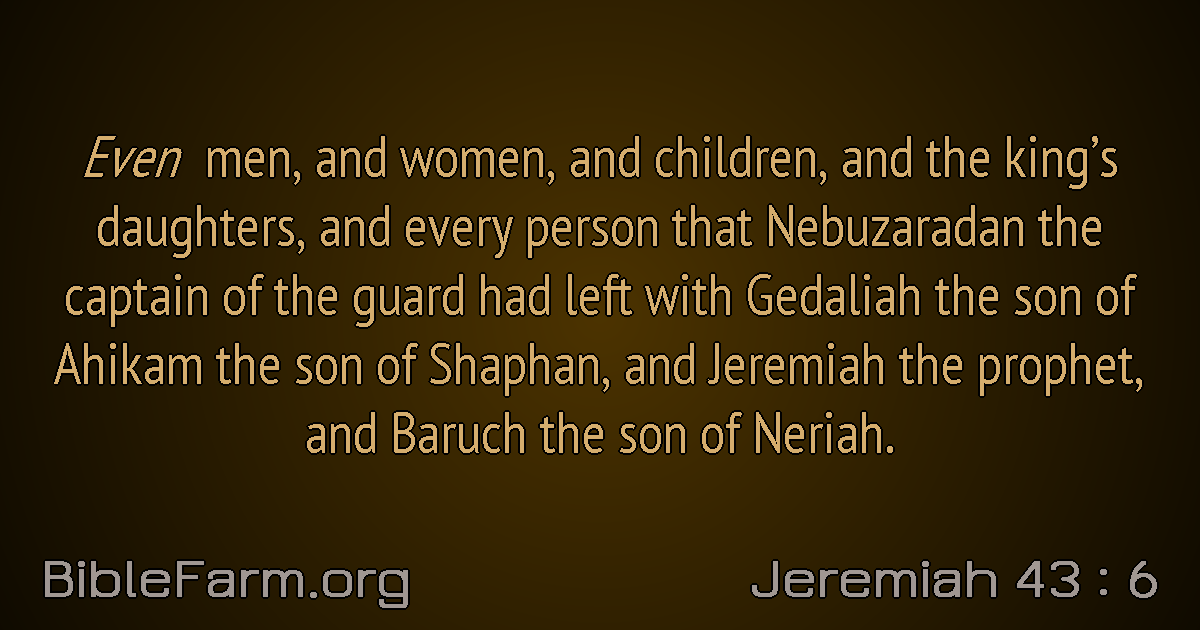 Even men, and women, and children, and the king’s
daughters, and every person that Nebuzaradan the
captain of the guard had left with Gedaliah the son of
Ahikam the son of Shaphan, and Jeremiah the prophet,
and Baruch the son of Neriah.
BibleFarm.org
Jeremiah 43 : 6